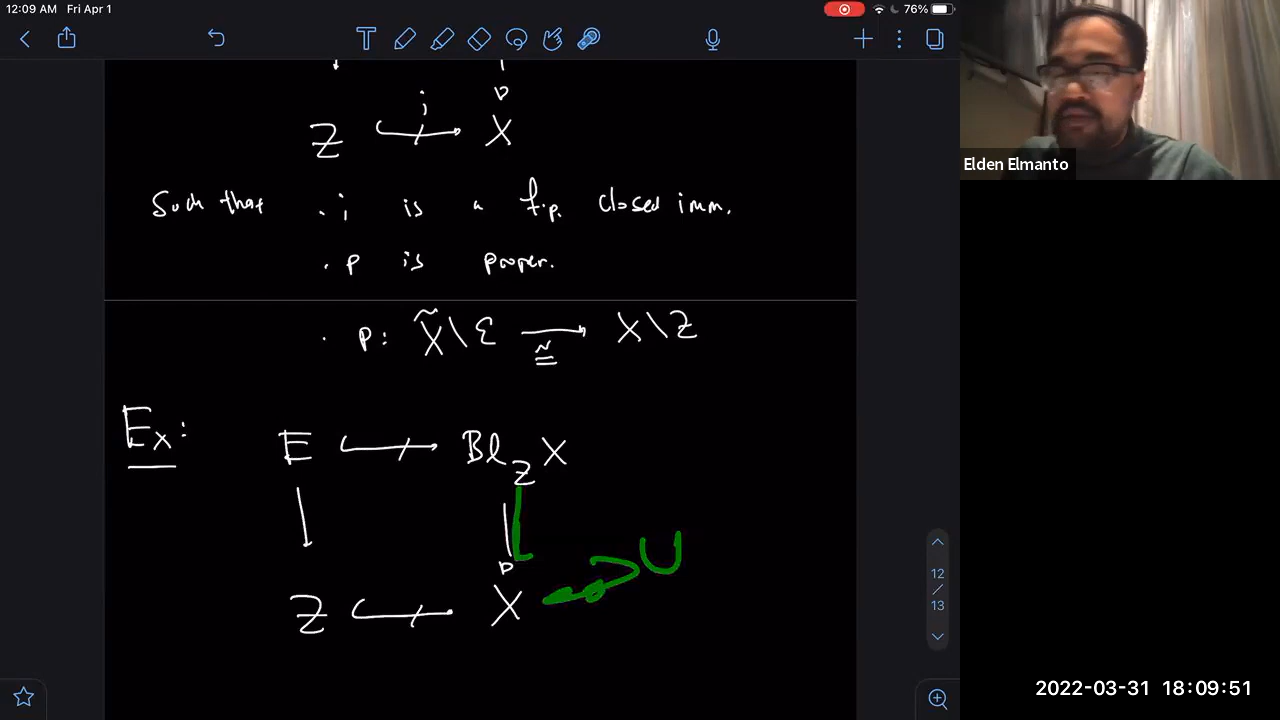 12:09 AM Fri Apr 1
76%
i
Z X
Such that · i is a f.p. closed imm.
· p is proper.
· p: X̃ \ E ≅ X \ Z
Ex:
E Bl_Z X
U
Z X
12
/
13
Elden Elmanto
2022-03-31 18:09:51